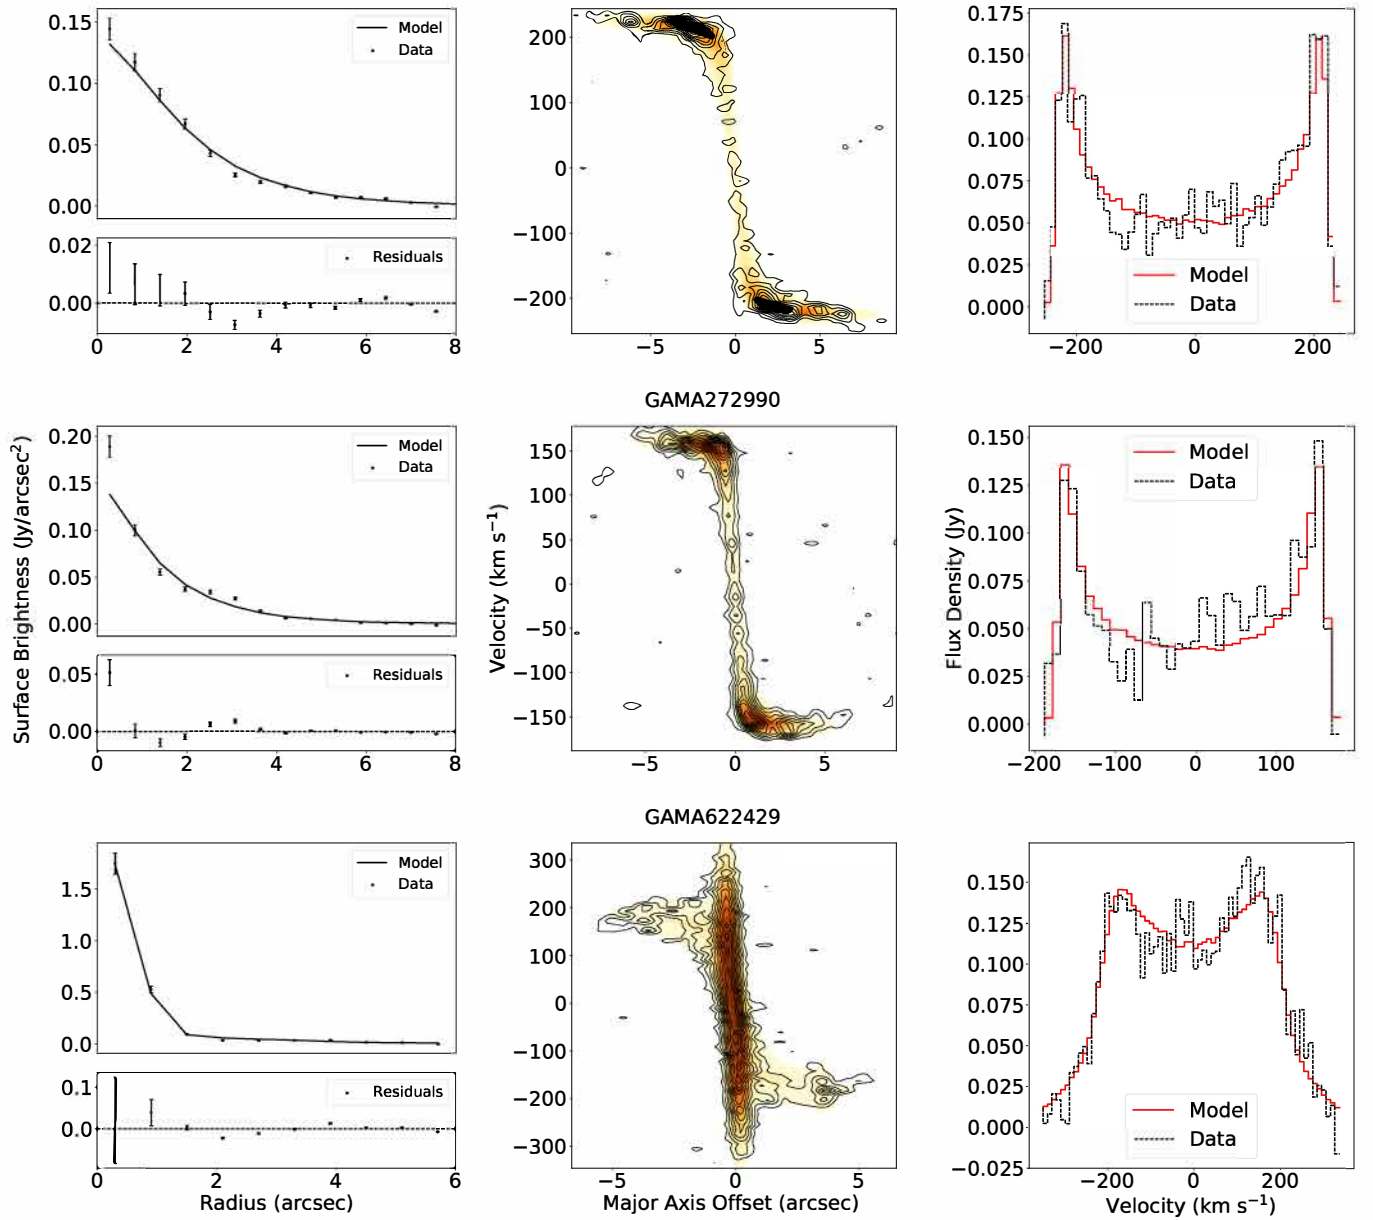 0.15
0.10
0.05
0.00
Model
Data
0.02
0.00
Residuals
0 2 4 6 8
200
100
0
−100
−200
−5 0 5
0.175
0.150
0.125
0.100
0.075
0.050
0.025
0.000
Model
Data
−200 0 200
GAMA272990
Surface Brightness (Jy/arcsec²)
0.20
0.15
0.10
0.05
0.00
Model
Data
0.05
0.00
Residuals
0 2 4 6 8
Velocity (km s⁻¹)
150
100
50
0
−50
−100
−150
−5 0 5
Flux Density (Jy)
0.150
0.125
0.100
0.075
0.050
0.025
0.000
Model
Data
−200 −100 0 100
GAMA622429
1.5
1.0
0.5
0.0
Model
Data
0.1
0.0
Residuals
0 2 4 6
Radius (arcsec)
300
200
100
0
−100
−200
−300
−5 0 5
Major Axis Offset (arcsec)
0.150
0.125
0.100
0.075
0.050
0.025
0.000
−0.025
Model
Data
−200 0 200
Velocity (km s⁻¹)